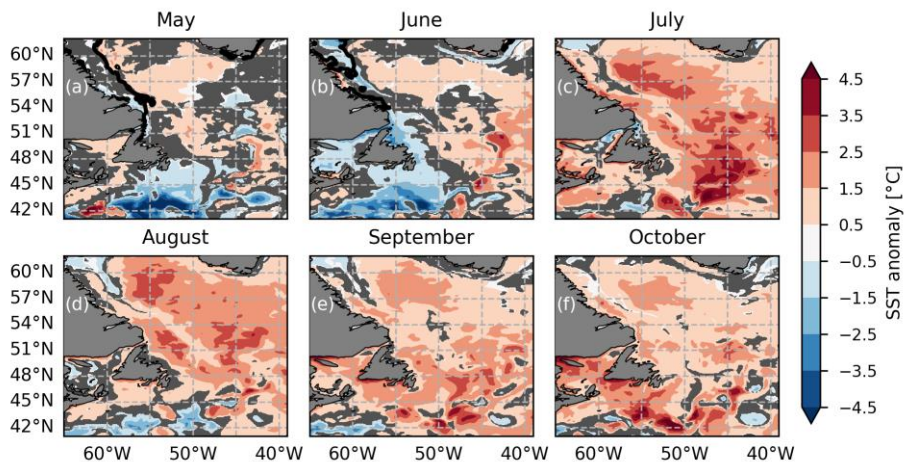 May June July
60°N
57°N
54°N
51°N
48°N
45°N
42°N
(a) (b) (c)
August September October
60°N
57°N
54°N
51°N
48°N
45°N
42°N
(d) (e) (f)
60°W 50°W 40°W 60°W 50°W 40°W 60°W 50°W 40°W
4.5
3.5
2.5
1.5
0.5
−0.5
−1.5
−2.5
−3.5
−4.5
SST anomaly [°C]